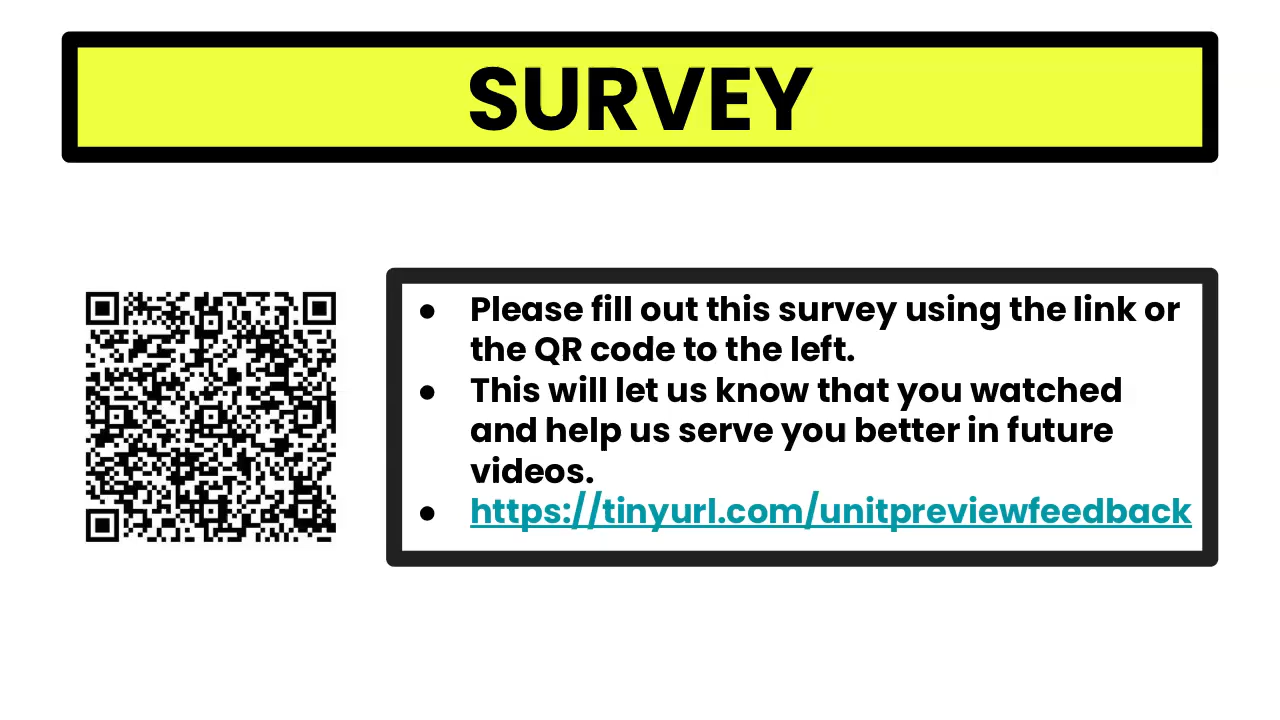 SURVEY
● Please fill out this survey using the link or
the QR code to the left.
● This will let us know that you watched
and help us serve you better in future
videos.
● https://tinyurl.com/unitpreviewfeedback